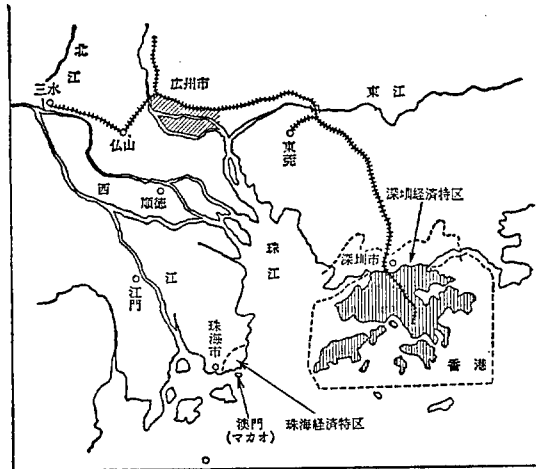 北江
三水
広州市
東江
仏山
東莞
深圳経済特区
西江
順徳
珠江
深圳市
江門
珠海市
香港
澳門
(マカオ)
珠海経済特区